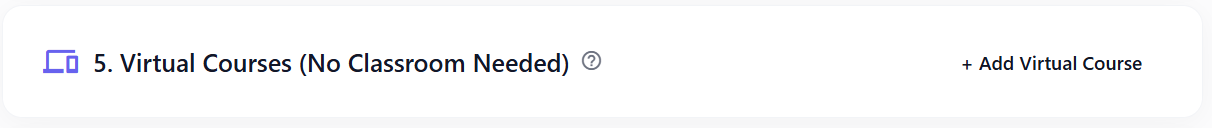 5. Virtual Courses (No Classroom Needed) ? + Add Virtual Course